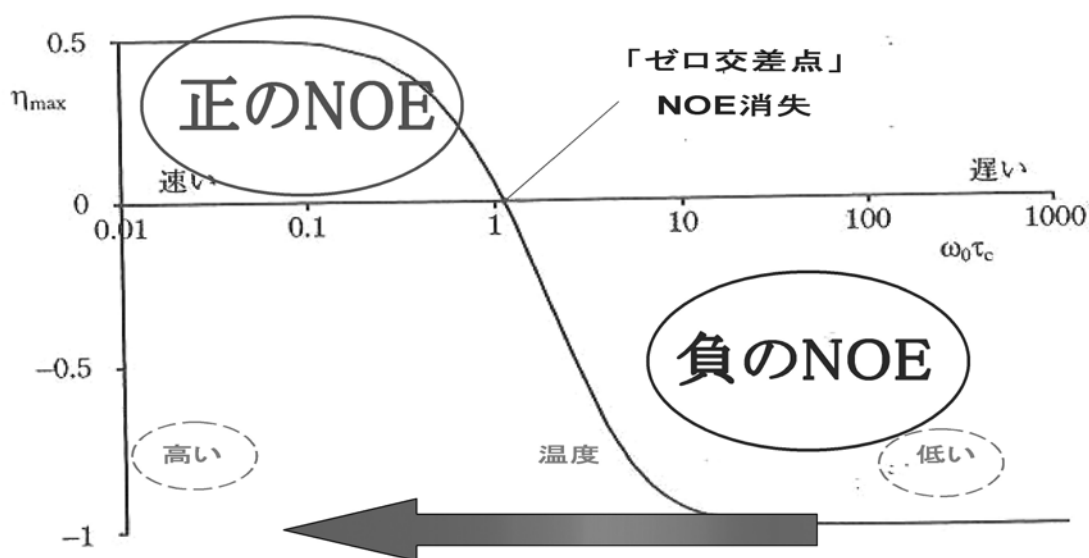 0.5
ηmax
正のNOE
「ゼロ交差点」
NOE消失
速い
遅い
0
0.01
0.1
1
10
100
1000
ω₀τc
−0.5
負のNOE
高い
温度
低い
−1